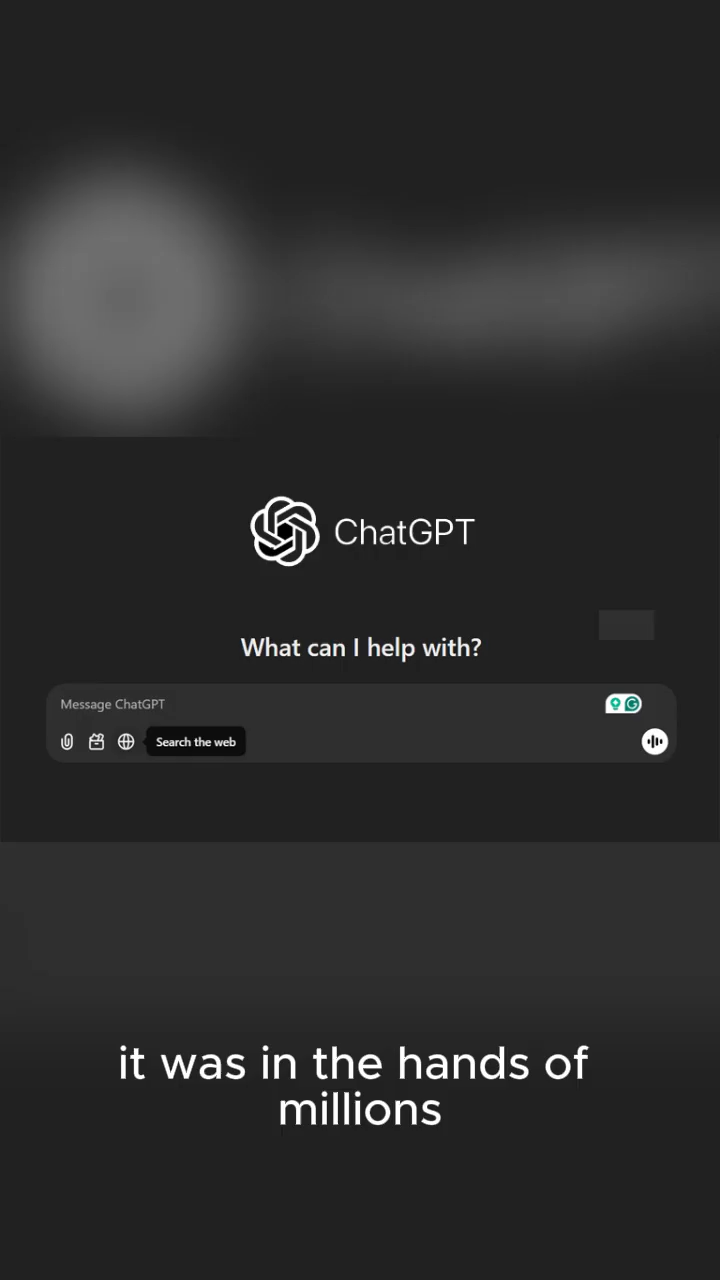 ChatGPT
What can I help with?
Message ChatGPT
Search the web
it was in the hands of
millions